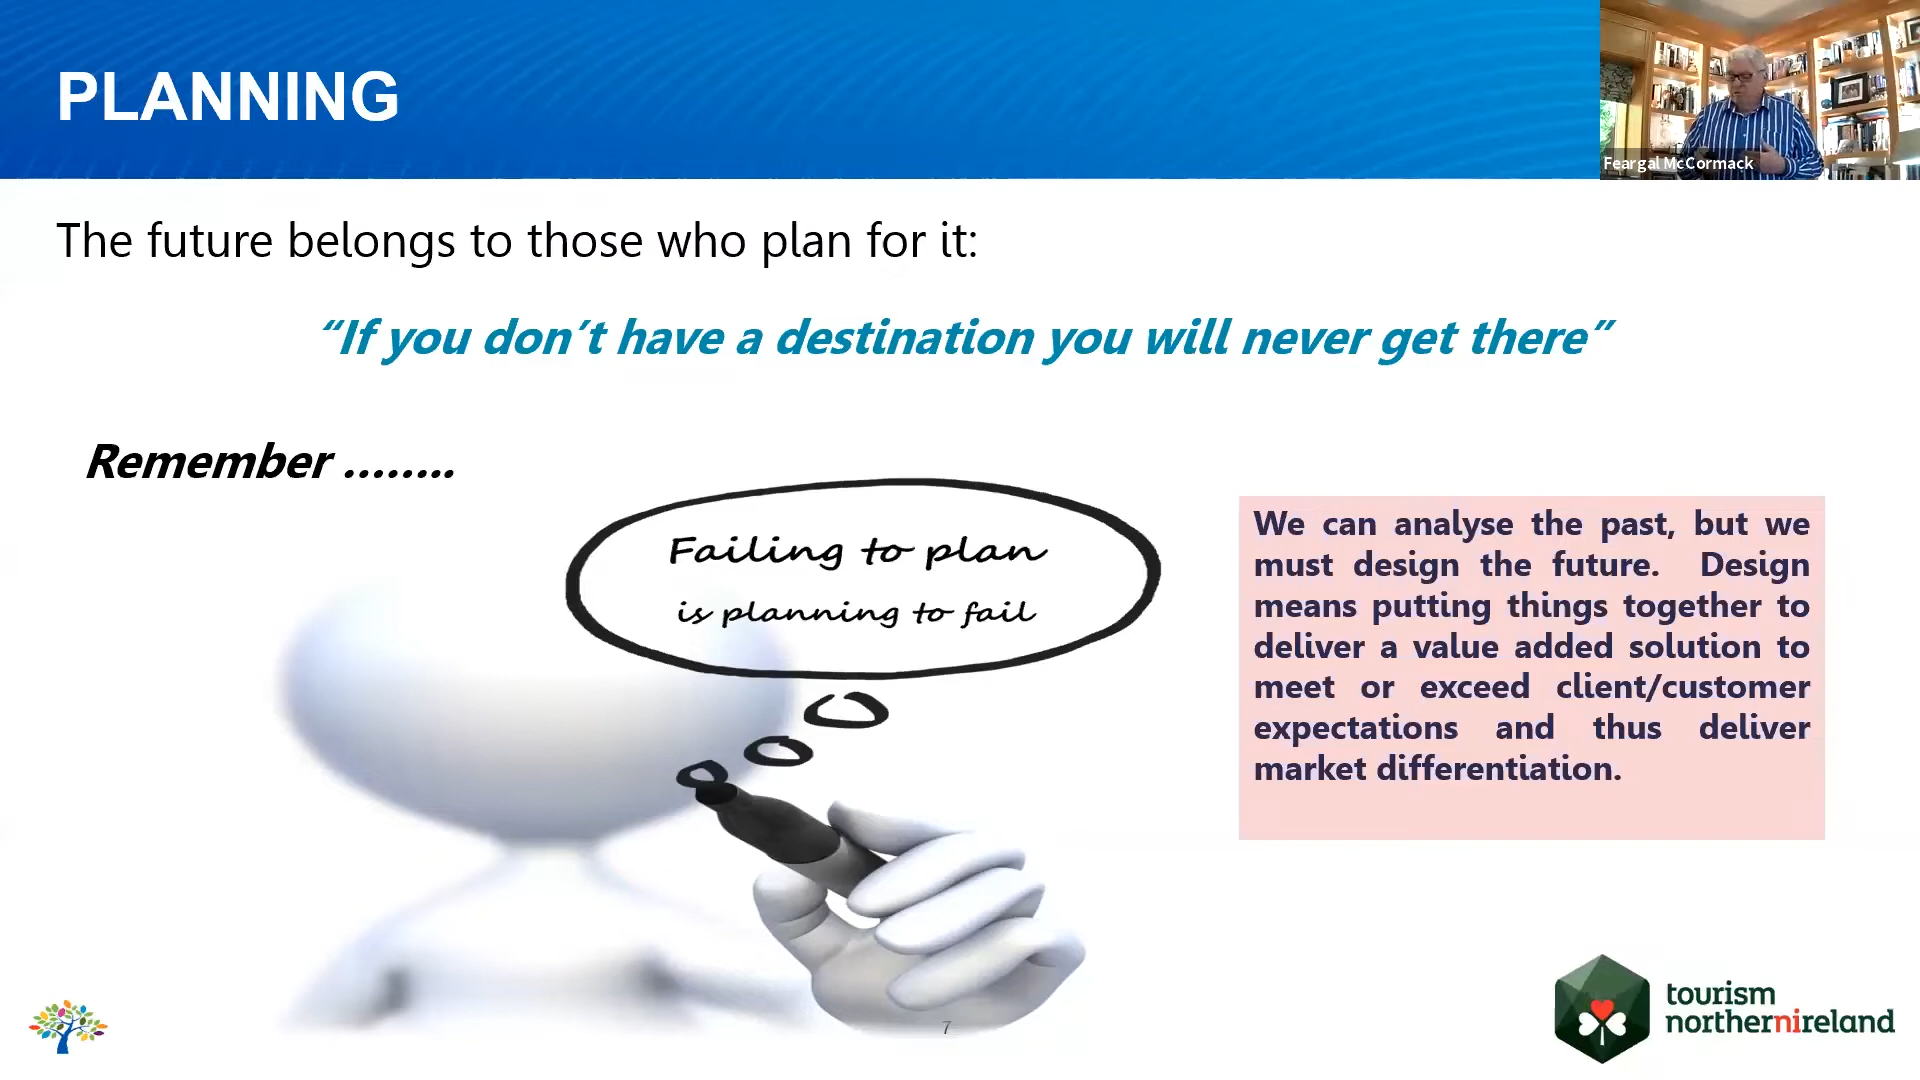 PLANNING
Feargal McCormack
The future belongs to those who plan for it:
“If you don’t have a destination you will never get there”
Remember ........
Failing to plan
is planning to fail
We can analyse the past, but we
must design the future. Design
means putting things together to
deliver a value added solution to
meet or exceed client/customer
expectations and thus deliver
market differentiation.
7
tourism
northernireland